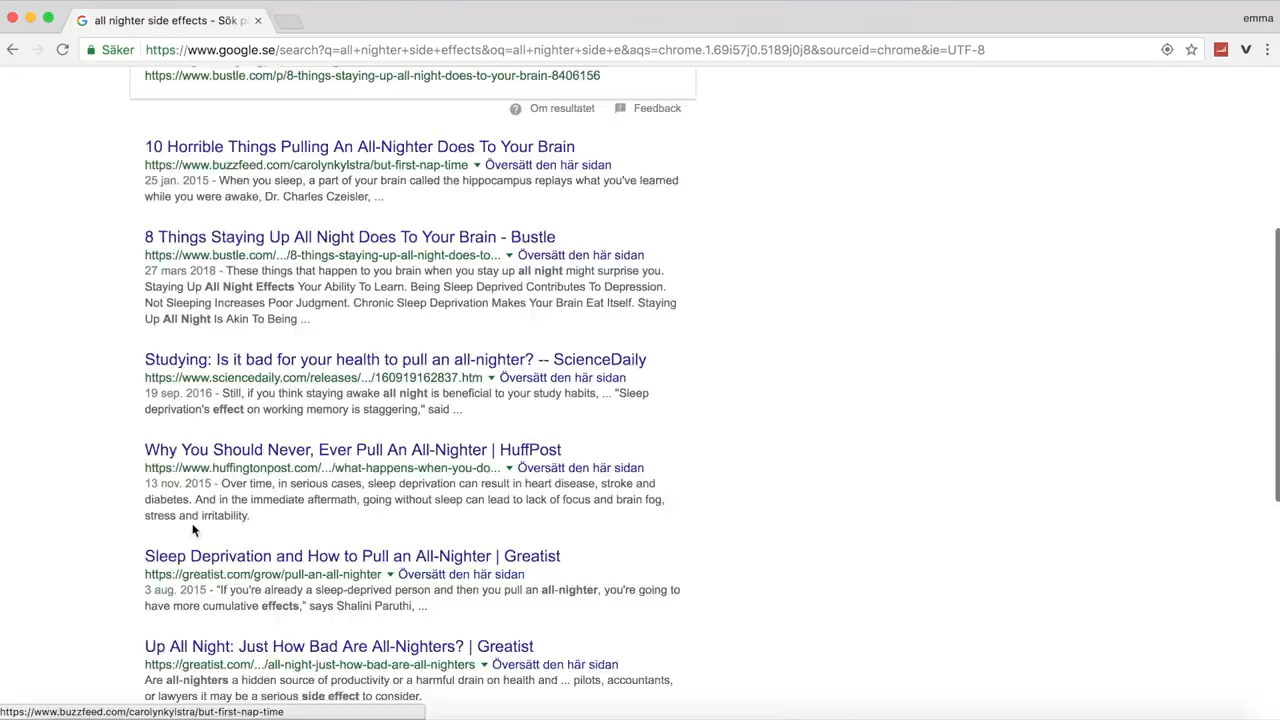 all nighter side effects - Sök p
emma
Säker
https://www.google.se/search?q=all+nighter+side+effects&oq=all+nighter+side+e&aqs=chrome.1.69i57j0.5189j0j8&sourceid=chrome&ie=UTF-8
https://www.bustle.com/p/8-things-staying-up-all-night-does-to-your-brain-8406156
Om resultatet Feedback
10 Horrible Things Pulling An All-Nighter Does To Your Brain
https://www.buzzfeed.com/carolynkylstra/but-first-nap-time Översätt den här sidan
25 jan. 2015 - When you sleep, a part of your brain called the hippocampus replays what you've learned
while you were awake, Dr. Charles Czeisler, ...
8 Things Staying Up All Night Does To Your Brain - Bustle
https://www.bustle.com/.../8-things-staying-up-all-night-does-to... Översätt den här sidan
27 mars 2018 - These things that happen to you brain when you stay up all night might surprise you.
Staying Up All Night Effects Your Ability To Learn. Being Sleep Deprived Contributes To Depression.
Not Sleeping Increases Poor Judgment. Chronic Sleep Deprivation Makes Your Brain Eat Itself. Staying
Up All Night Is Akin To Being ...
Studying: Is it bad for your health to pull an all-nighter? -- ScienceDaily
https://www.sciencedaily.com/releases/.../160919162837.htm Översätt den här sidan
19 sep. 2016 - Still, if you think staying awake all night is beneficial to your study habits, ... "Sleep
deprivation's effect on working memory is staggering," said ...
Why You Should Never, Ever Pull An All-Nighter | HuffPost
https://www.huffingtonpost.com/.../what-happens-when-you-do... Översätt den här sidan
13 nov. 2015 - Over time, in serious cases, sleep deprivation can result in heart disease, stroke and
diabetes. And in the immediate aftermath, going without sleep can lead to lack of focus and brain fog,
stress and irritability.
Sleep Deprivation and How to Pull an All-Nighter | Greatist
https://greatist.com/grow/pull-an-all-nighter Översätt den här sidan
3 aug. 2015 - "If you're already a sleep-deprived person and then you pull an all-nighter, you're going to
have more cumulative effects," says Shalini Paruthi, ...
Up All Night: Just How Bad Are All-Nighters? | Greatist
https://greatist.com/.../all-night-just-how-bad-are-all-nighters Översätt den här sidan
Are all-nighters a hidden source of productivity or a harmful drain on health and ... pilots, accountants,
or lawyers it may be a serious side effect to consider.
https://www.buzzfeed.com/carolynkylstra/but-first-nap-time